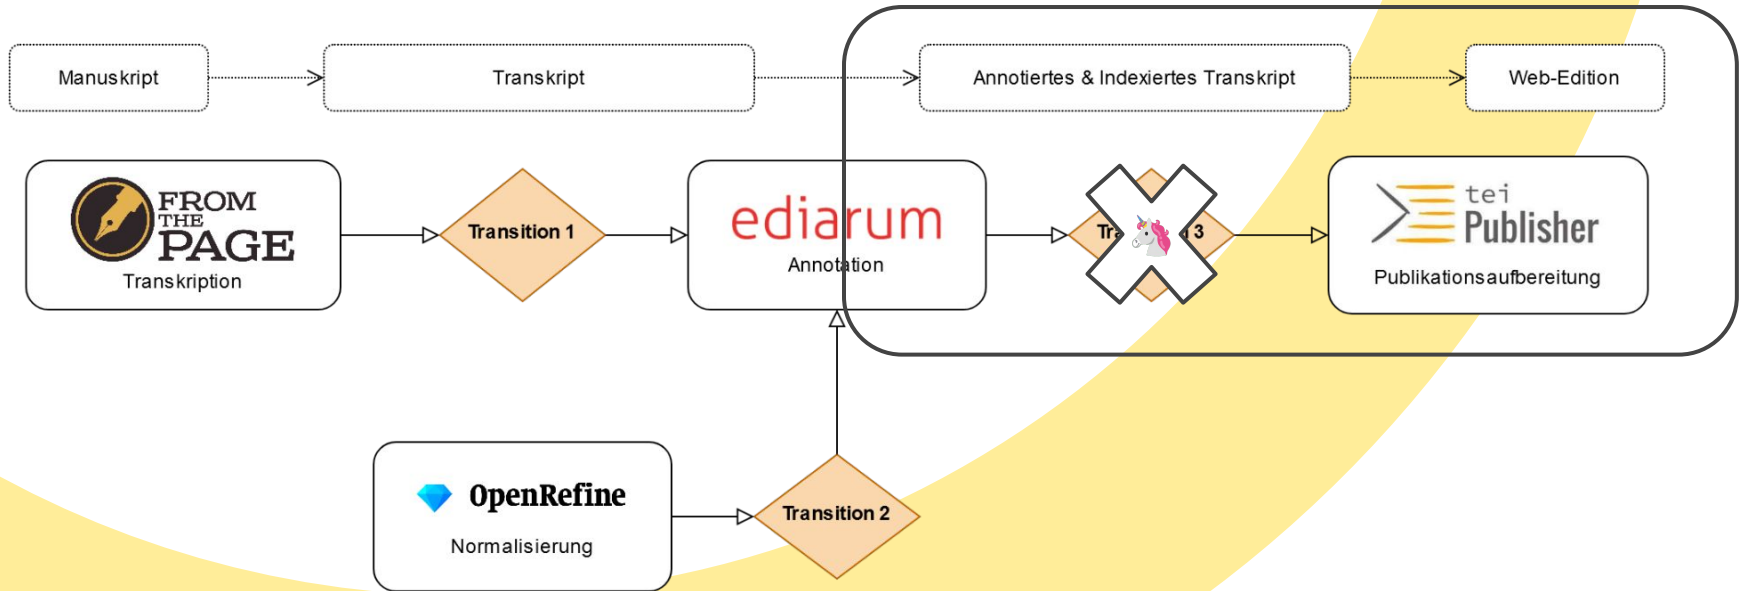 Manuskript
Transkript
Annotiertes & Indexiertes Transkript
Web-Edition
FROM
THE
PAGE
Transkription
Transition 1
ediarum
Annotation
3
tei
Publisher
Publikationsaufbereitung
OpenRefine
Normalisierung
Transition 2